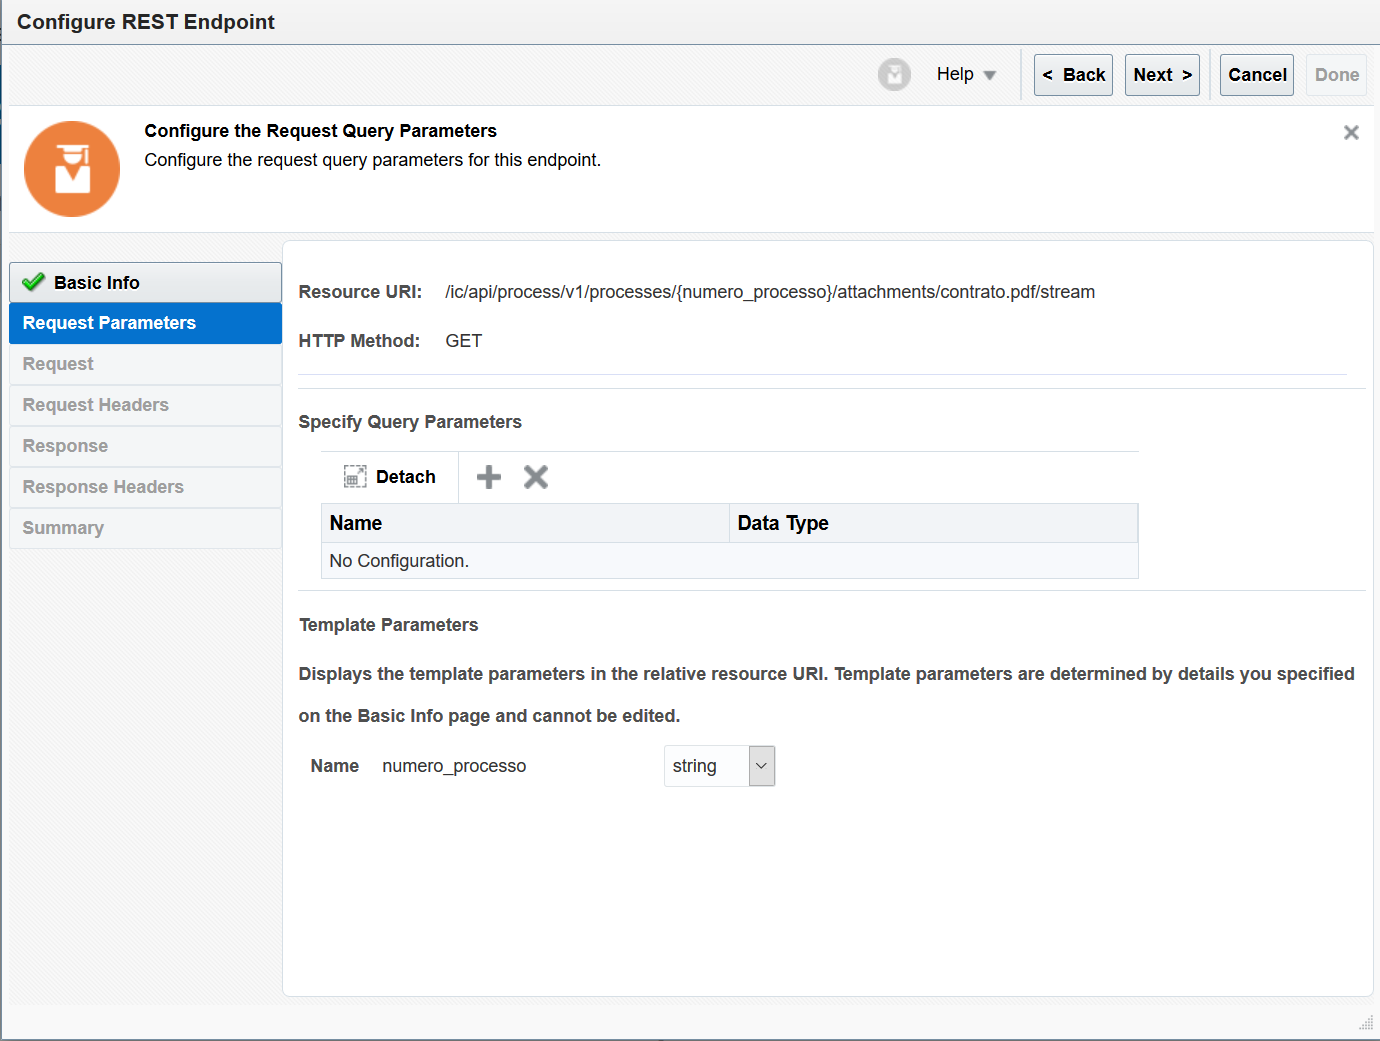 Configure REST Endpoint
Help
< Back
Next >
Cancel
Done
Configure the Request Query Parameters
Configure the request query parameters for this endpoint.
Basic Info
Request Parameters
Request
Request Headers
Response
Response Headers
Summary
Resource URI: /ic/api/process/v1/processes/{numero_processo}/attachments/contrato.pdf/stream
HTTP Method: GET
Specify Query Parameters
Detach
Name Data Type
No Configuration.
Template Parameters
Displays the template parameters in the relative resource URI. Template parameters are determined by details you specified
on the Basic Info page and cannot be edited.
Name numero_processo string